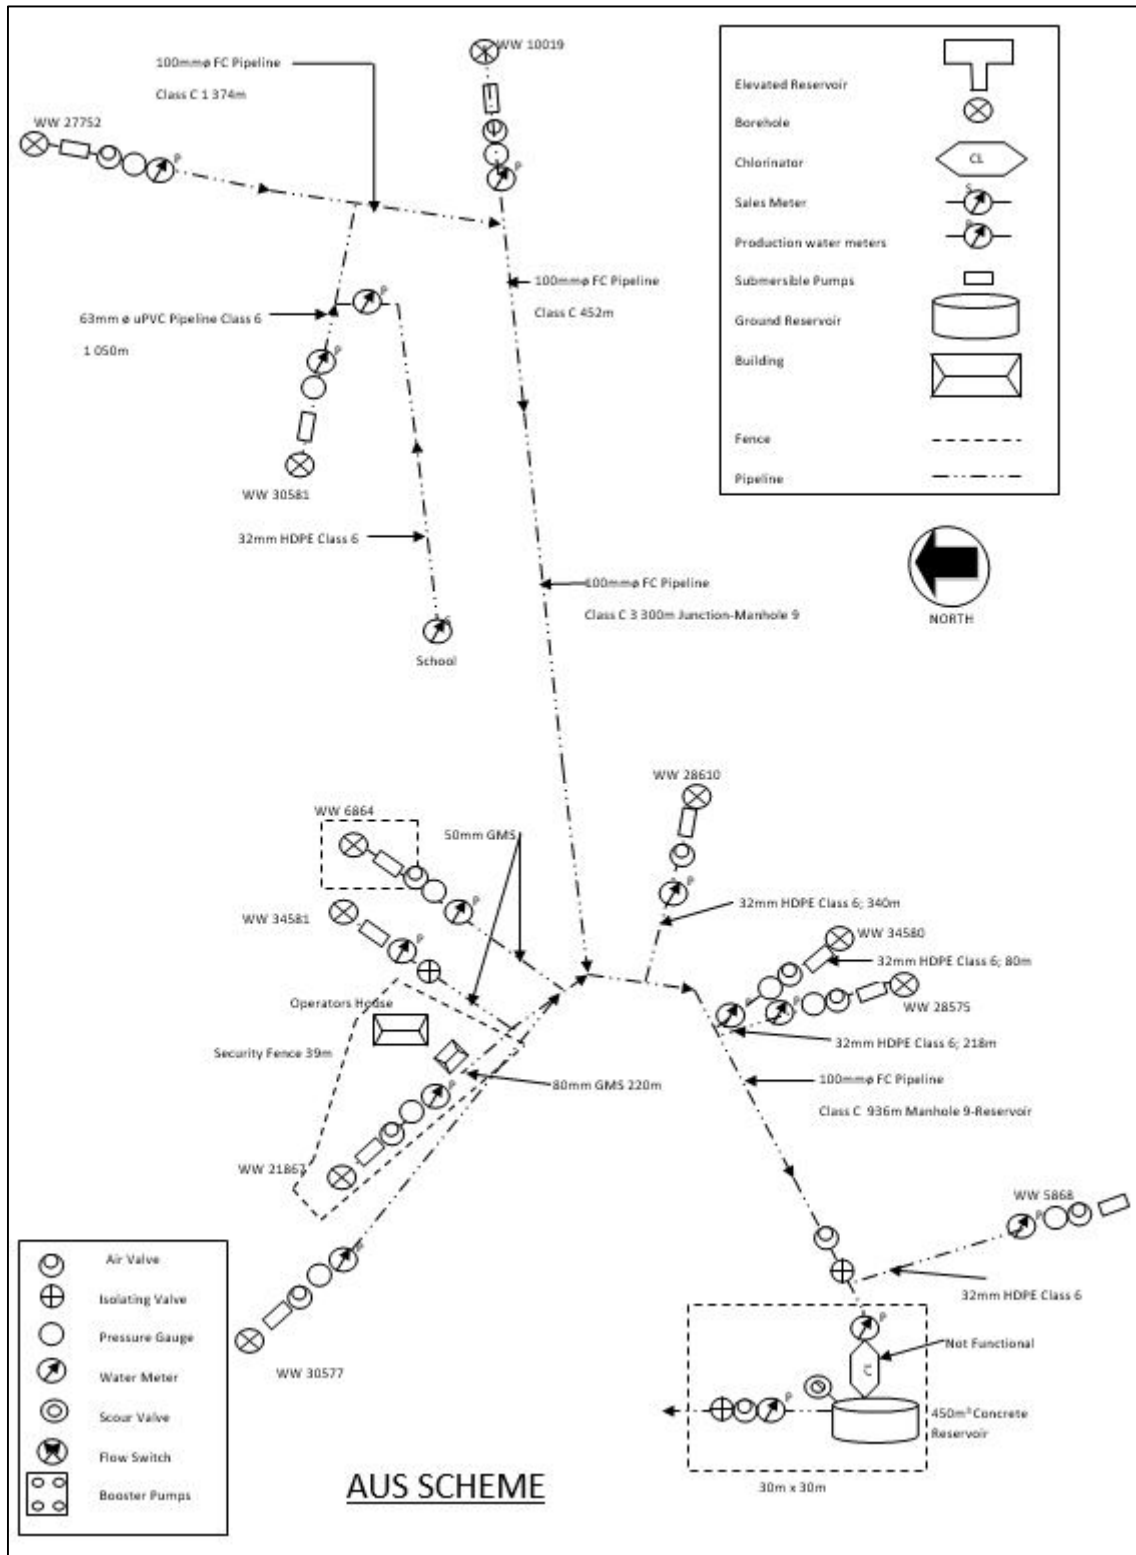 WW 10019
100mmø FC Pipeline
Class C 1 374m
WW 27752
Elevated Reservoir
Borehole
Chlorinator
CL
Sales Meter
S
Production water meters
P
Submersible Pumps
Ground Reservoir
Building
Fence
Pipeline
P
P
100mmø FC Pipeline
Class C 452m
63mm ø uPVC Pipeline Class 6
1 050m
P
P
WW 30581
32mm HDPE Class 6
S
School
100mmø FC Pipeline
Class C 3 300m Junction-Manhole 9
NORTH
WW 28610
WW 6864
50mm GMS
P
P
32mm HDPE Class 6; 340m
WW 34581
P
WW 34580
32mm HDPE Class 6; 80m
Operators House
P
P
WW 28575
32mm HDPE Class 6; 218m
Security Fence 39m
80mm GMS 220m
100mmø FC Pipeline
Class C 936m Manhole 9-Reservoir
P
WW 21867
WW 5868
P
P
32mm HDPE Class 6
WW 30577
P
Not Functional
P
450m³ Concrete
Reservoir
30m x 30m
Air Valve
Isolating Valve
Pressure Gauge
Water Meter
Scour Valve
Flow Switch
Booster Pumps
AUS SCHEME